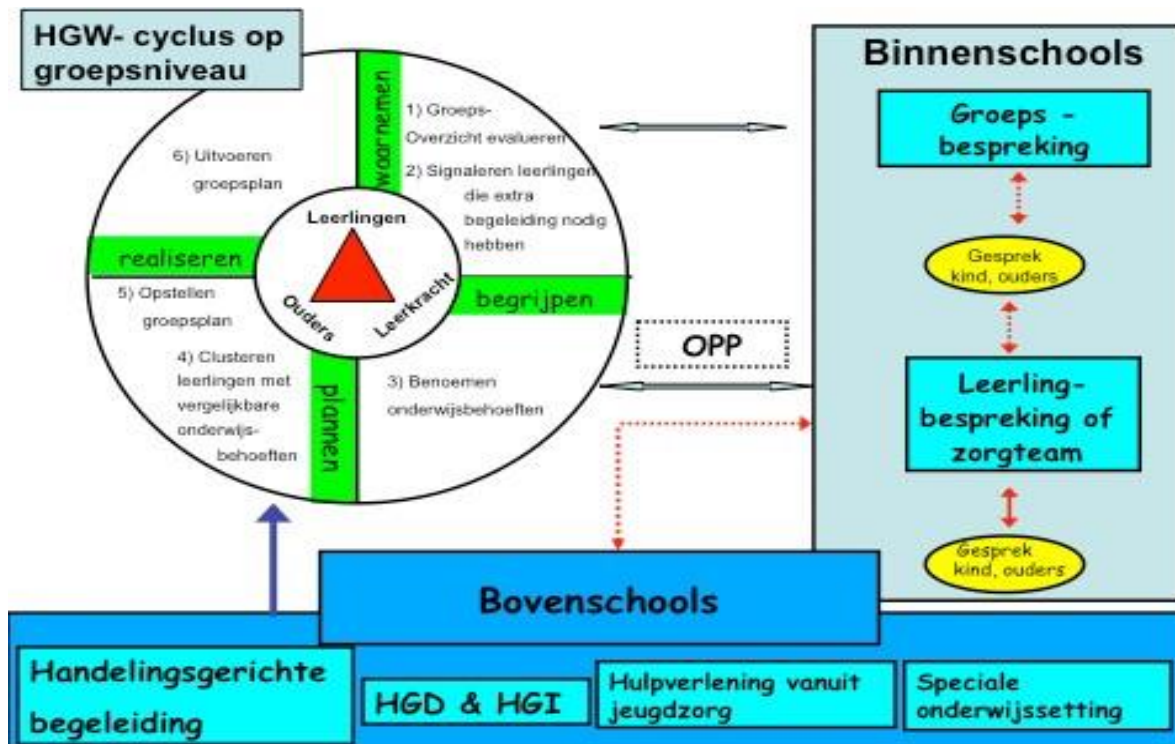 HGW- cyclus op
groepsniveau
waarnemen
1) Groeps-
Overzicht evalueren
2) Signaleren leerlingen
die extra
begeleiding nodig
hebben
begrijpen
3) Benoemen
onderwijsbehoeften
plannen
4) Clusteren
leerlingen met
vergelijkbare
onderwijs-
behoeften
5) Opstellen
groepsplan
realiseren
6) Uitvoeren
groepsplan
Leerlingen
Leerkracht
Ouders
OPP
Binnenschools
Groeps -
bespreking
Gesprek
kind, ouders
Leerling-
bespreking of
zorgteam
Gesprek
kind, ouders
Bovenschools
Handelingsgerichte
begeleiding
HGD & HGI
Hulpverlening vanuit
jeugdzorg
Speciale
onderwijssetting